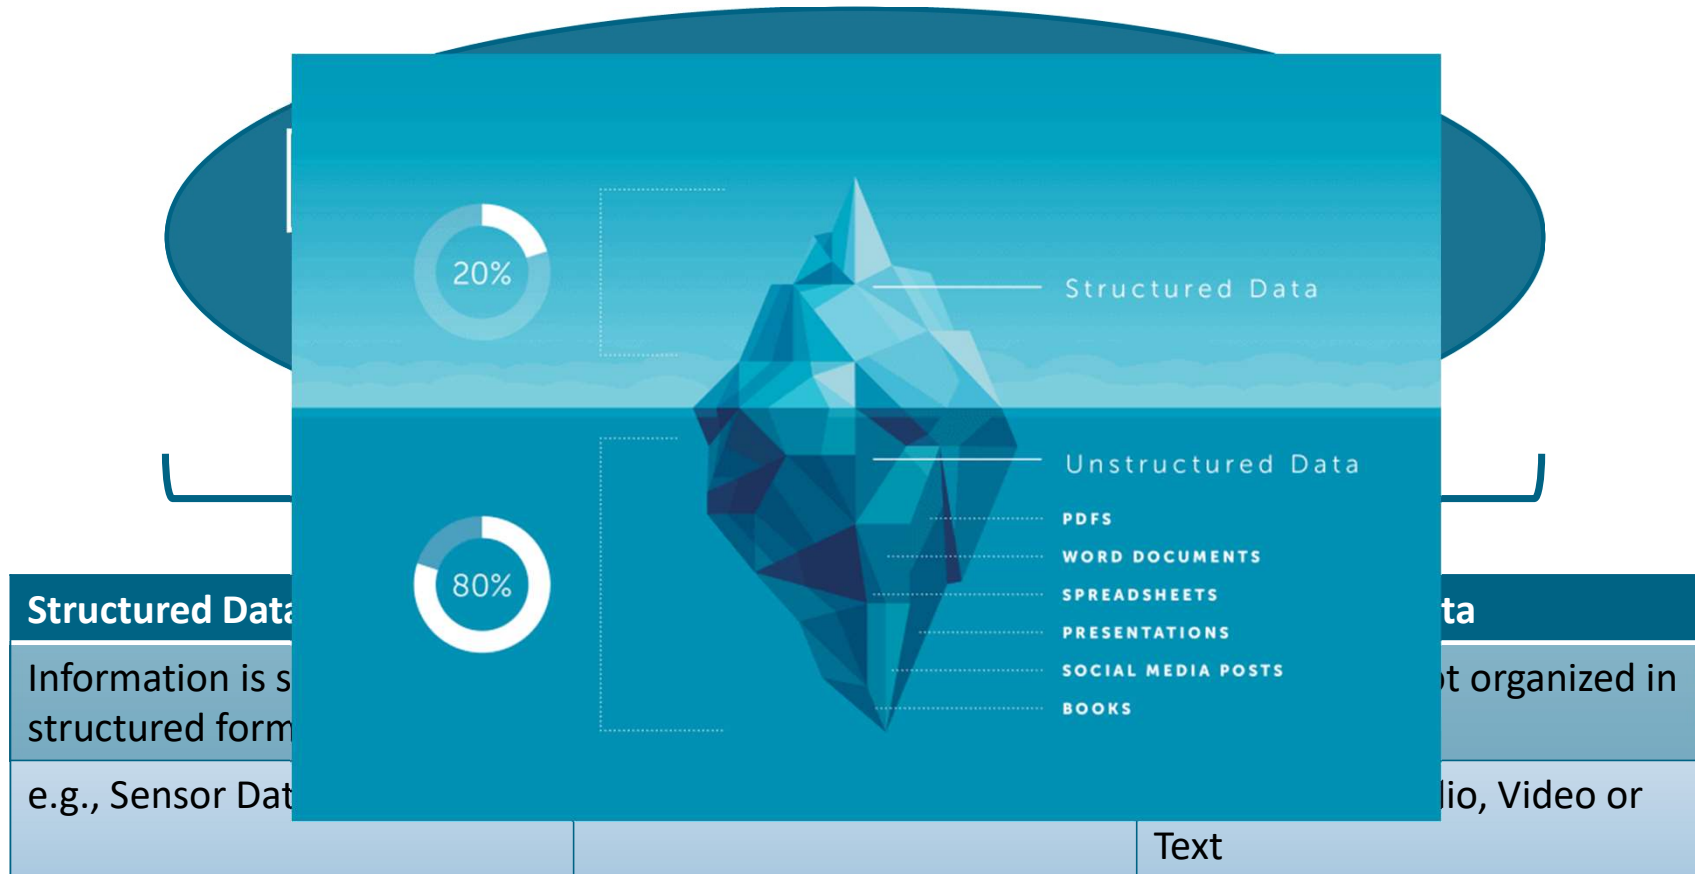 20%
Structured Data
Unstructured Data
PDFS
WORD DOCUMENTS
SPREADSHEETS
PRESENTATIONS
SOCIAL MEDIA POSTS
BOOKS
80%
Structured Data
ta
Information is s
structured form
t organized in
e.g., Sensor Dat
io, Video or
Text